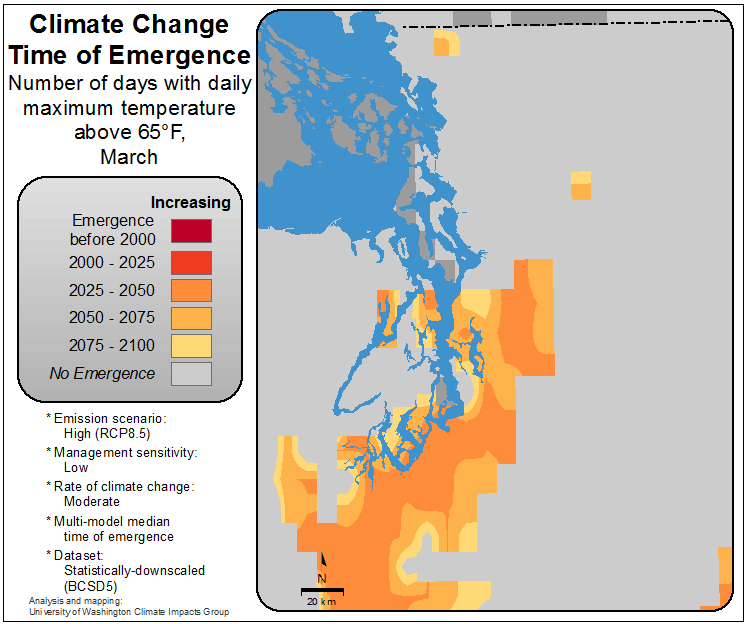 Climate Change
Time of Emergence
Number of days with daily
maximum temperature
above 65°F,
March
Increasing
Emergence
before 2000
2000 - 2025
2025 - 2050
2050 - 2075
2075 - 2100
No Emergence
* Emission scenario:
High (RCP8.5)
* Management sensitivity:
Low
* Rate of climate change:
Moderate
* Multi-model median
time of emergence
* Dataset:
Statistically-downscaled
(BCSD5)
Analysis and mapping:
University of Washington Climate Impacts Group
N
20 km